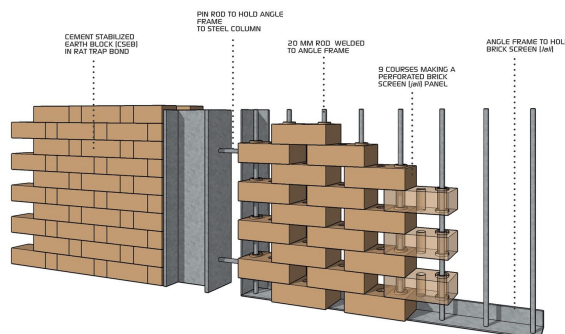 CEMENT STABILIZED
EARTH BLOCK (CSEB)
IN RAT TRAP BOND
PIN ROD TO HOLD ANGLE
FRAME
TO STEEL COLUMN
20 MM ROD WELDED
TO ANGLE FRAME
9 COURSES MAKING A
PERFORATED BRICK
SCREEN (jali) PANEL
ANGLE FRAME TO HOL
BRICK SCREEN (Jali)